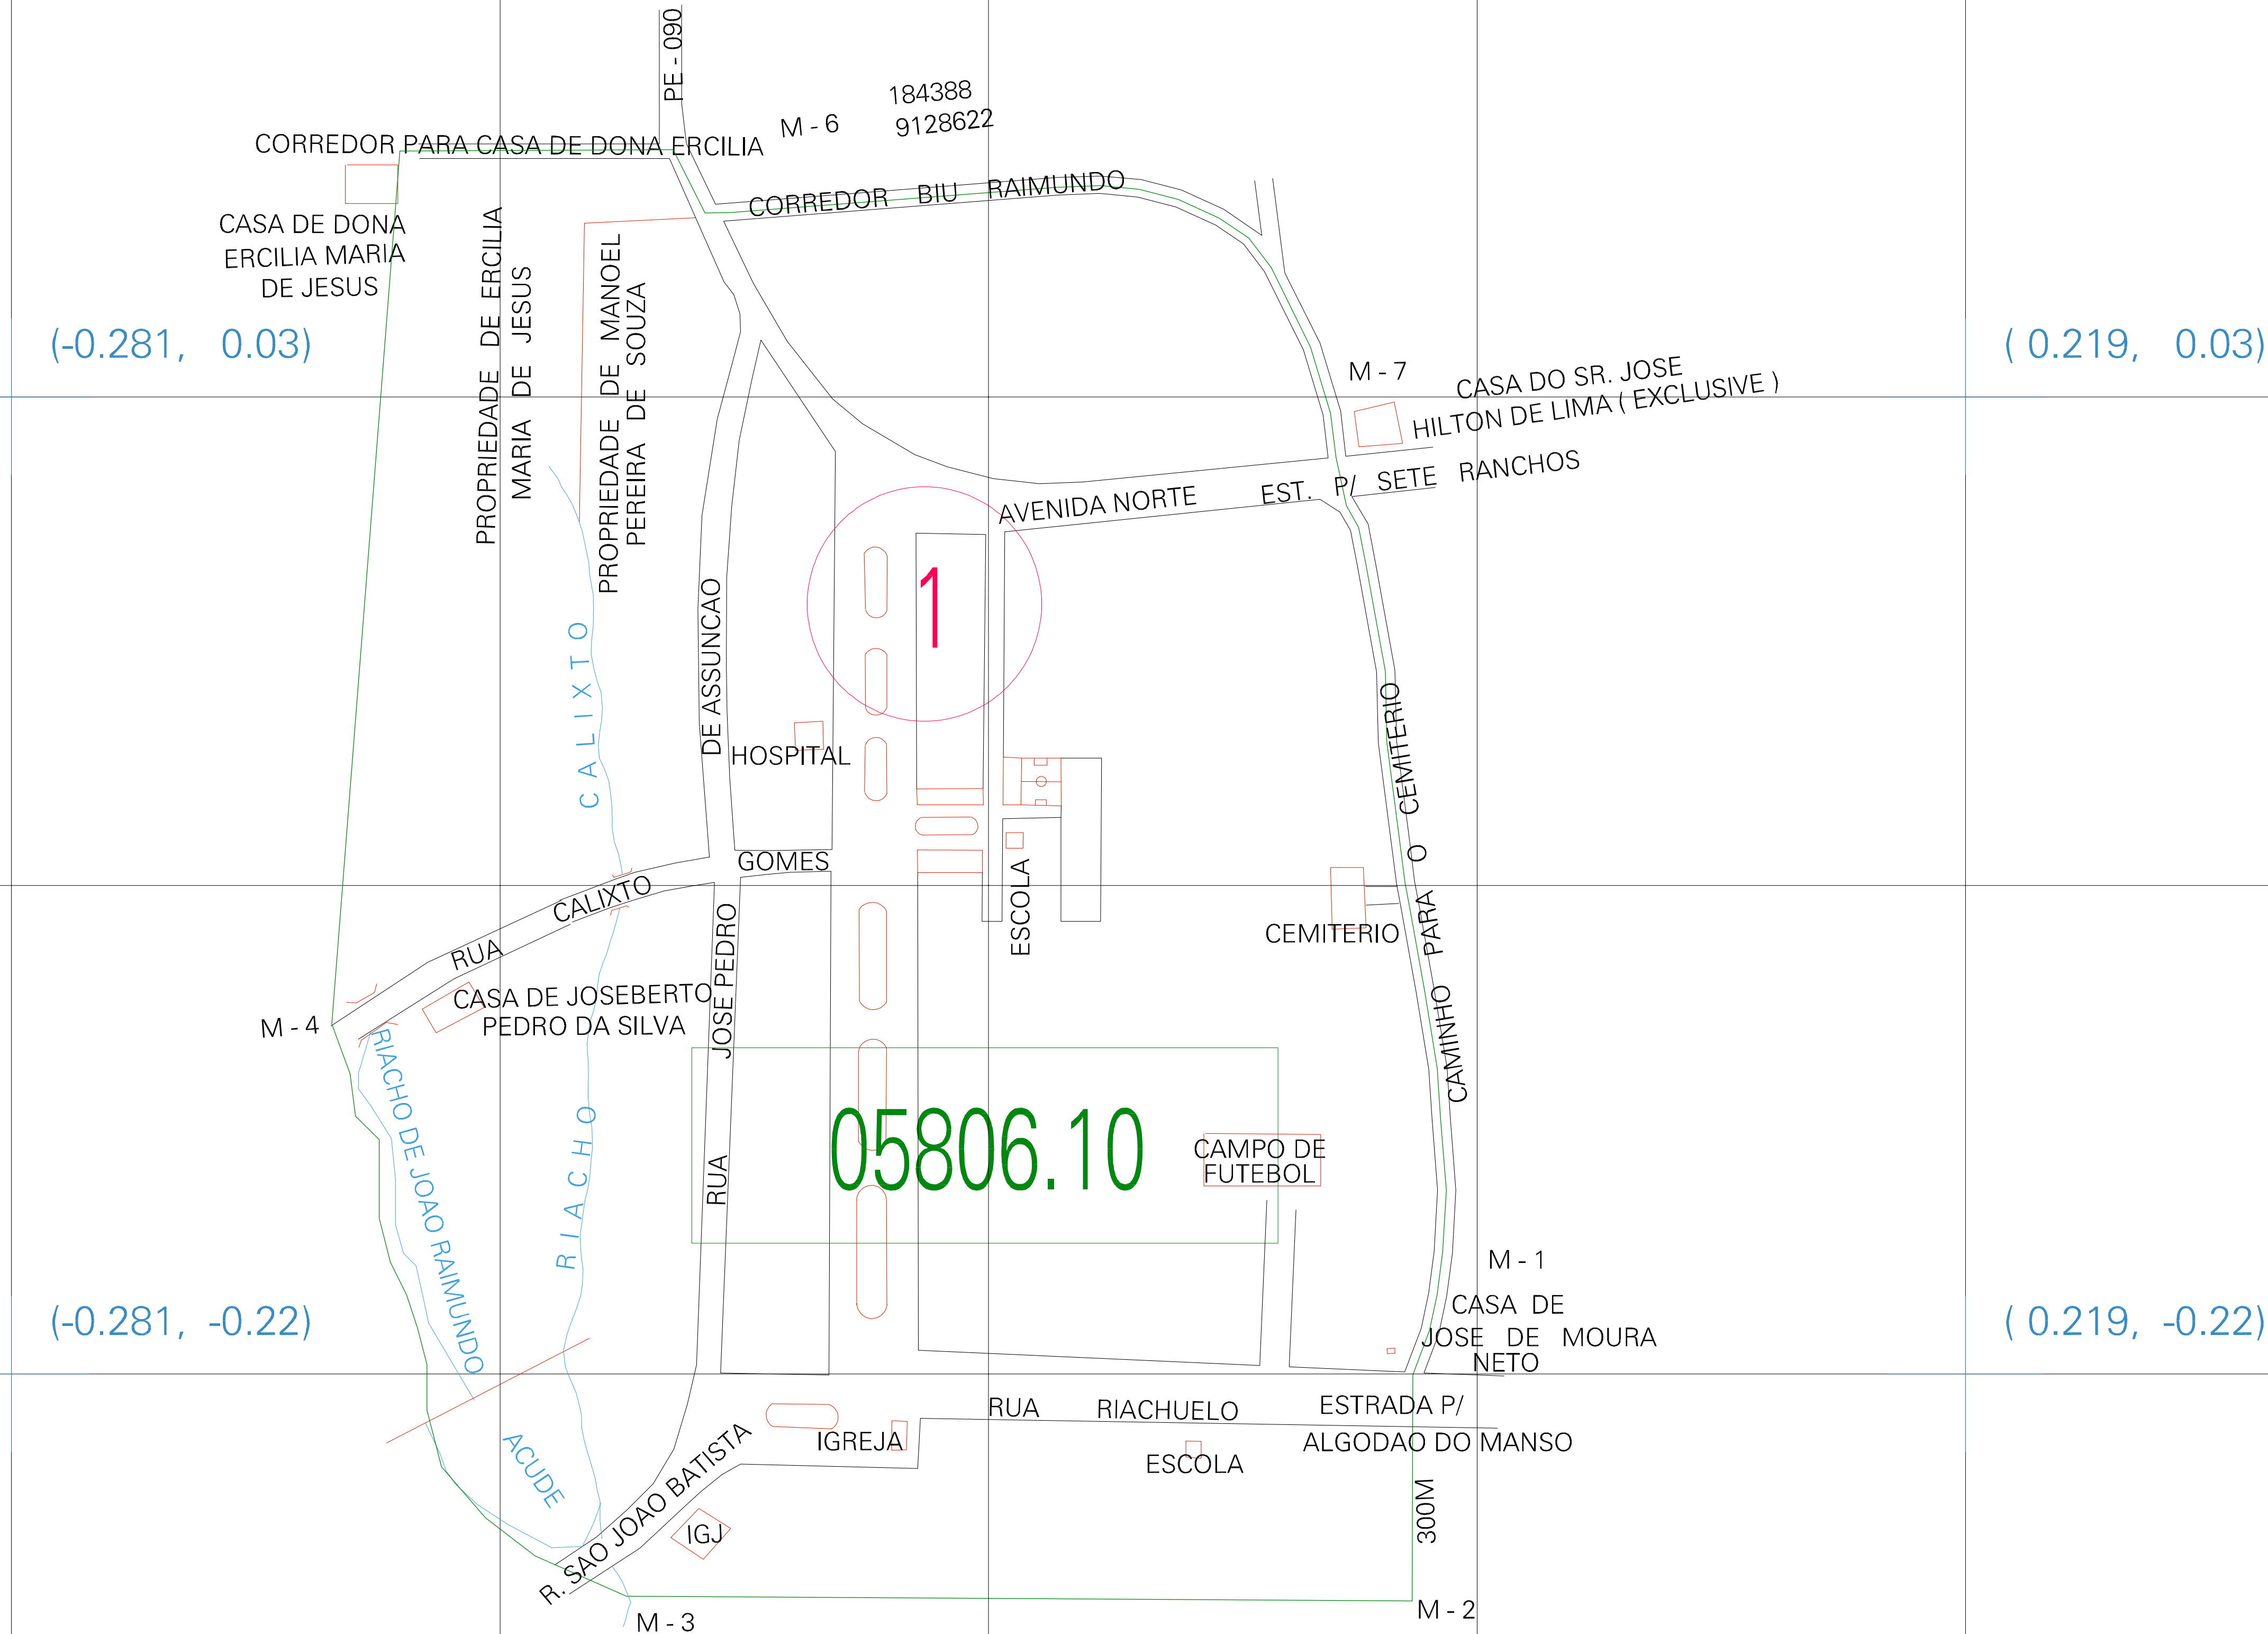 PE - 090
184388
M - 6
9128622
CORREDOR PARA CASA DE DONA ERCILIA
CORREDOR BIU RAIMUNDO
CASA DE DONA
ERCILIA MARIA
DE JESUS
PROPRIEDADE DE ERCILIA
MARIA DE JESUS
PROPRIEDADE DE MANOEL
PEREIRA DE SOUZA
(-0.281, 0.03)
( 0.219, 0.03)
M - 7
CASA DO SR. JOSE
HILTON DE LIMA ( EXCLUSIVE )
AVENIDA NORTE
EST. P/ SETE RANCHOS
1
CALIXTO
DE ASSUNCAO
HOSPITAL
GOMES
ESCOLA
CEMITERIO
CAMINHO PARA O CEMITERIO
RUA CALIXTO
CASA DE JOSEBERTO
PEDRO DA SILVA
M - 4
RUA JOSE PEDRO
RIACHO DE JOAO RAIMUNDO
RIACHO
05806.10
CAMPO DE
FUTEBOL
M - 1
CASA DE
JOSE DE MOURA
NETO
(-0.281, -0.22)
( 0.219, -0.22)
RUA RIACHUELO
ESTRADA P/
ALGODAO DO MANSO
IGREJA
ESCOLA
ACUDE
R. SAO JOAO BATISTA
IGJ
300M
M - 3
M - 2